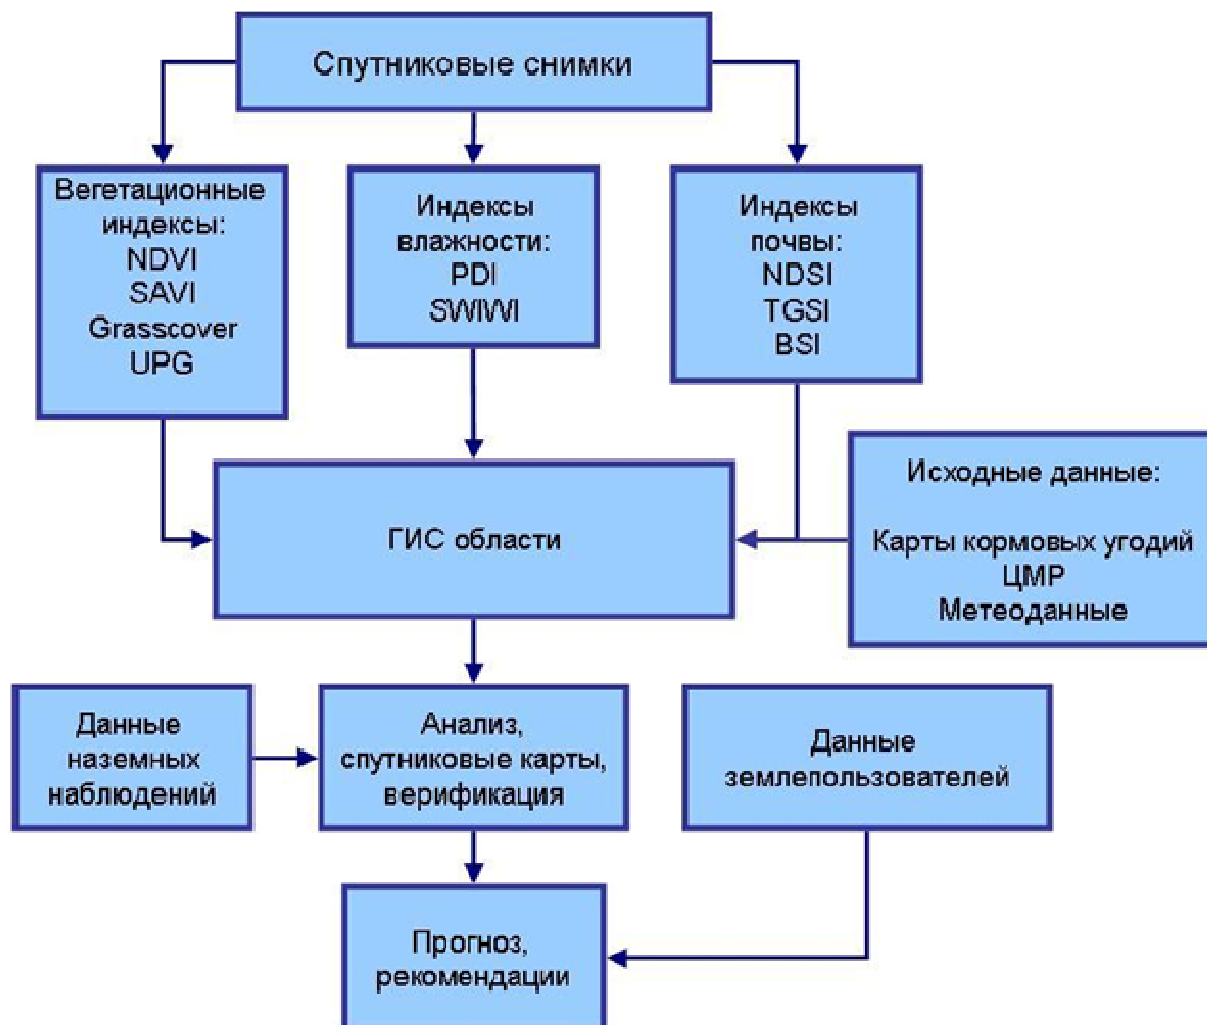 Спутниковые снимки
Вегетационные
индексы:
NDVI
SAVI
Grasscover
UPG
Индексы
влажности:
PDI
SWIWI
Индексы
почвы:
NDSI
TGSI
BSI
ГИС области
Исходные данные:
Карты кормовых угодий
ЦМР
Метеоданные
Данные
наземных
наблюдений
Анализ,
спутниковые карты,
верификация
Данные
землепользователей
Прогноз,
рекомендации